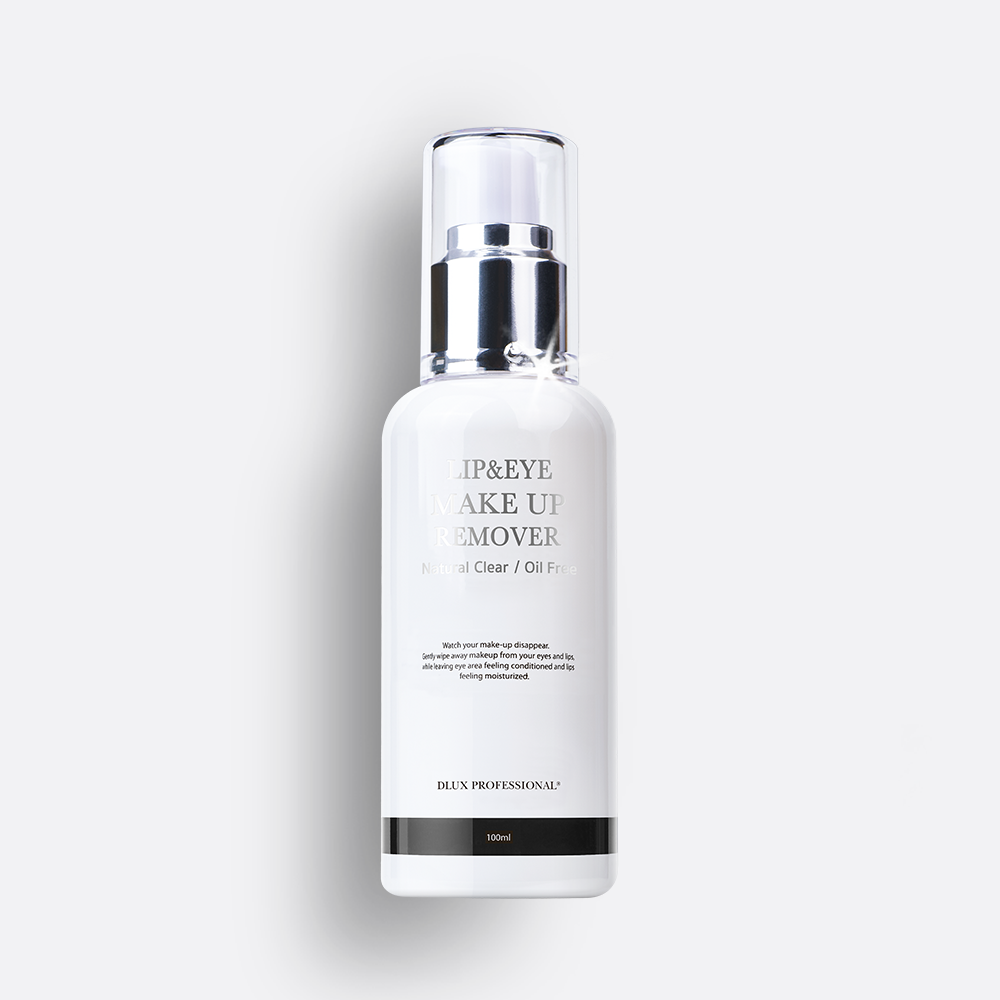 LIP&EYE
MAKE UP
REMOVER
Natural Clear / Oil Free
Watch your make-up disappear.
Gently wipe away makeup from your eyes and lips,
while leaving eye area feeling conditioned and lips
feeling moisturized.
DLUX PROFESSIONAL®
100ml